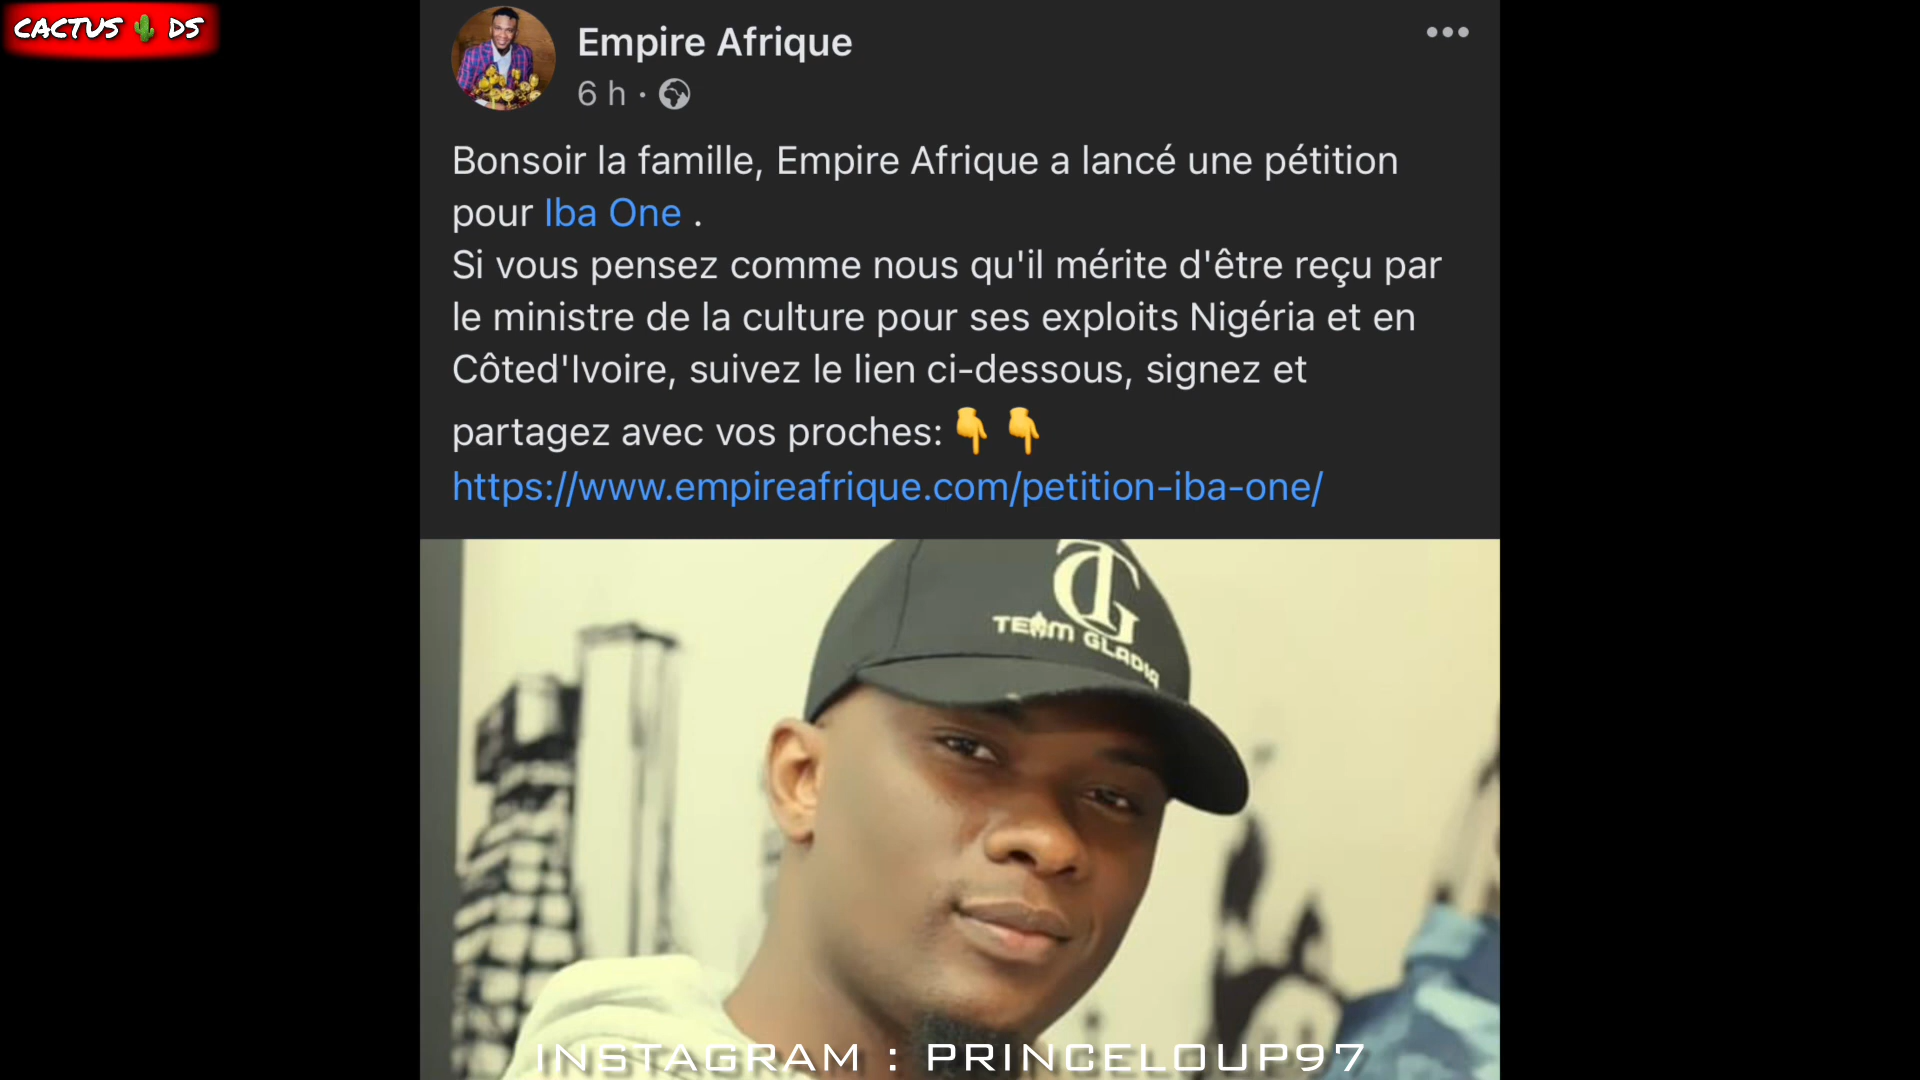 CACTUS 🌵 DS
Empire Afrique
6 h ·
Bonsoir la famille, Empire Afrique a lancé une pétition
pour Iba One .
Si vous pensez comme nous qu'il mérite d'être reçu par
le ministre de la culture pour ses exploits Nigéria et en
Côted'Ivoire, suivez le lien ci-dessous, signez et
partagez avec vos proches:👇👇
https://www.empireafrique.com/petition-iba-one/
TG
TEAM GLADIA
INSTAGRAM : PRINCELOUP97